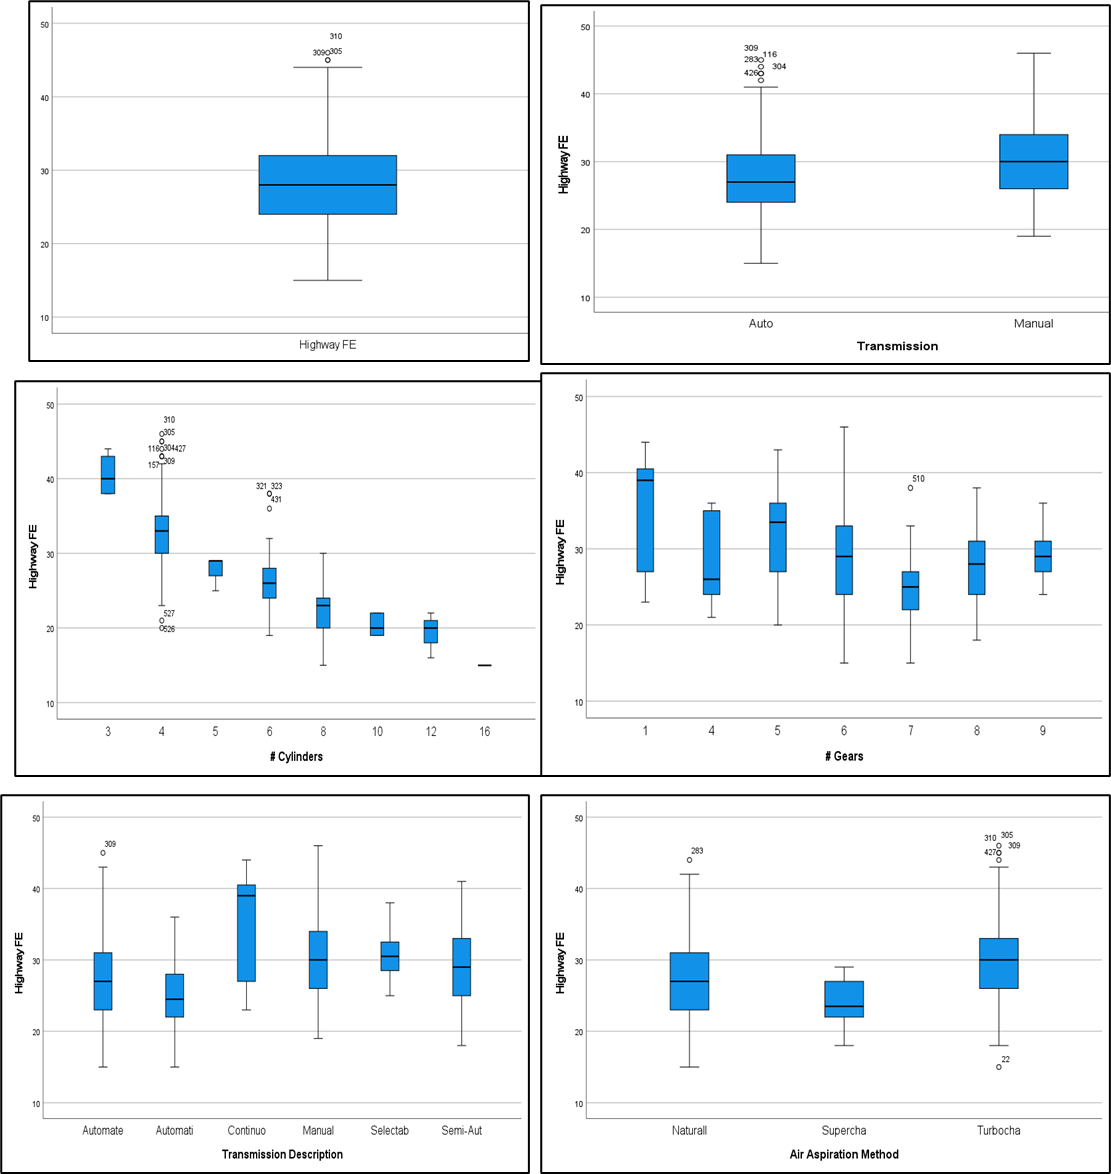 50
40
30
20
10
310
309 305
Highway FE
50
40
30
20
10
Highway FE
309
283 116
304
426
Auto Manual
Transmission
50
40
30
20
10
Highway FE
310
305
116 304 427
157 309
527
526
321 323
431
3 4 5 6 8 10 12 16
# Cylinders
50
40
30
20
10
Highway FE
510
1 4 5 6 7 8 9
# Gears
50
40
30
20
10
Highway FE
309
Automate Automati Continuo Manual Selectab Semi-Aut
Transmission Description
50
40
30
20
10
Highway FE
283
310 305
309
427
22
Naturall Supercha Turbocha
Air Aspiration Method